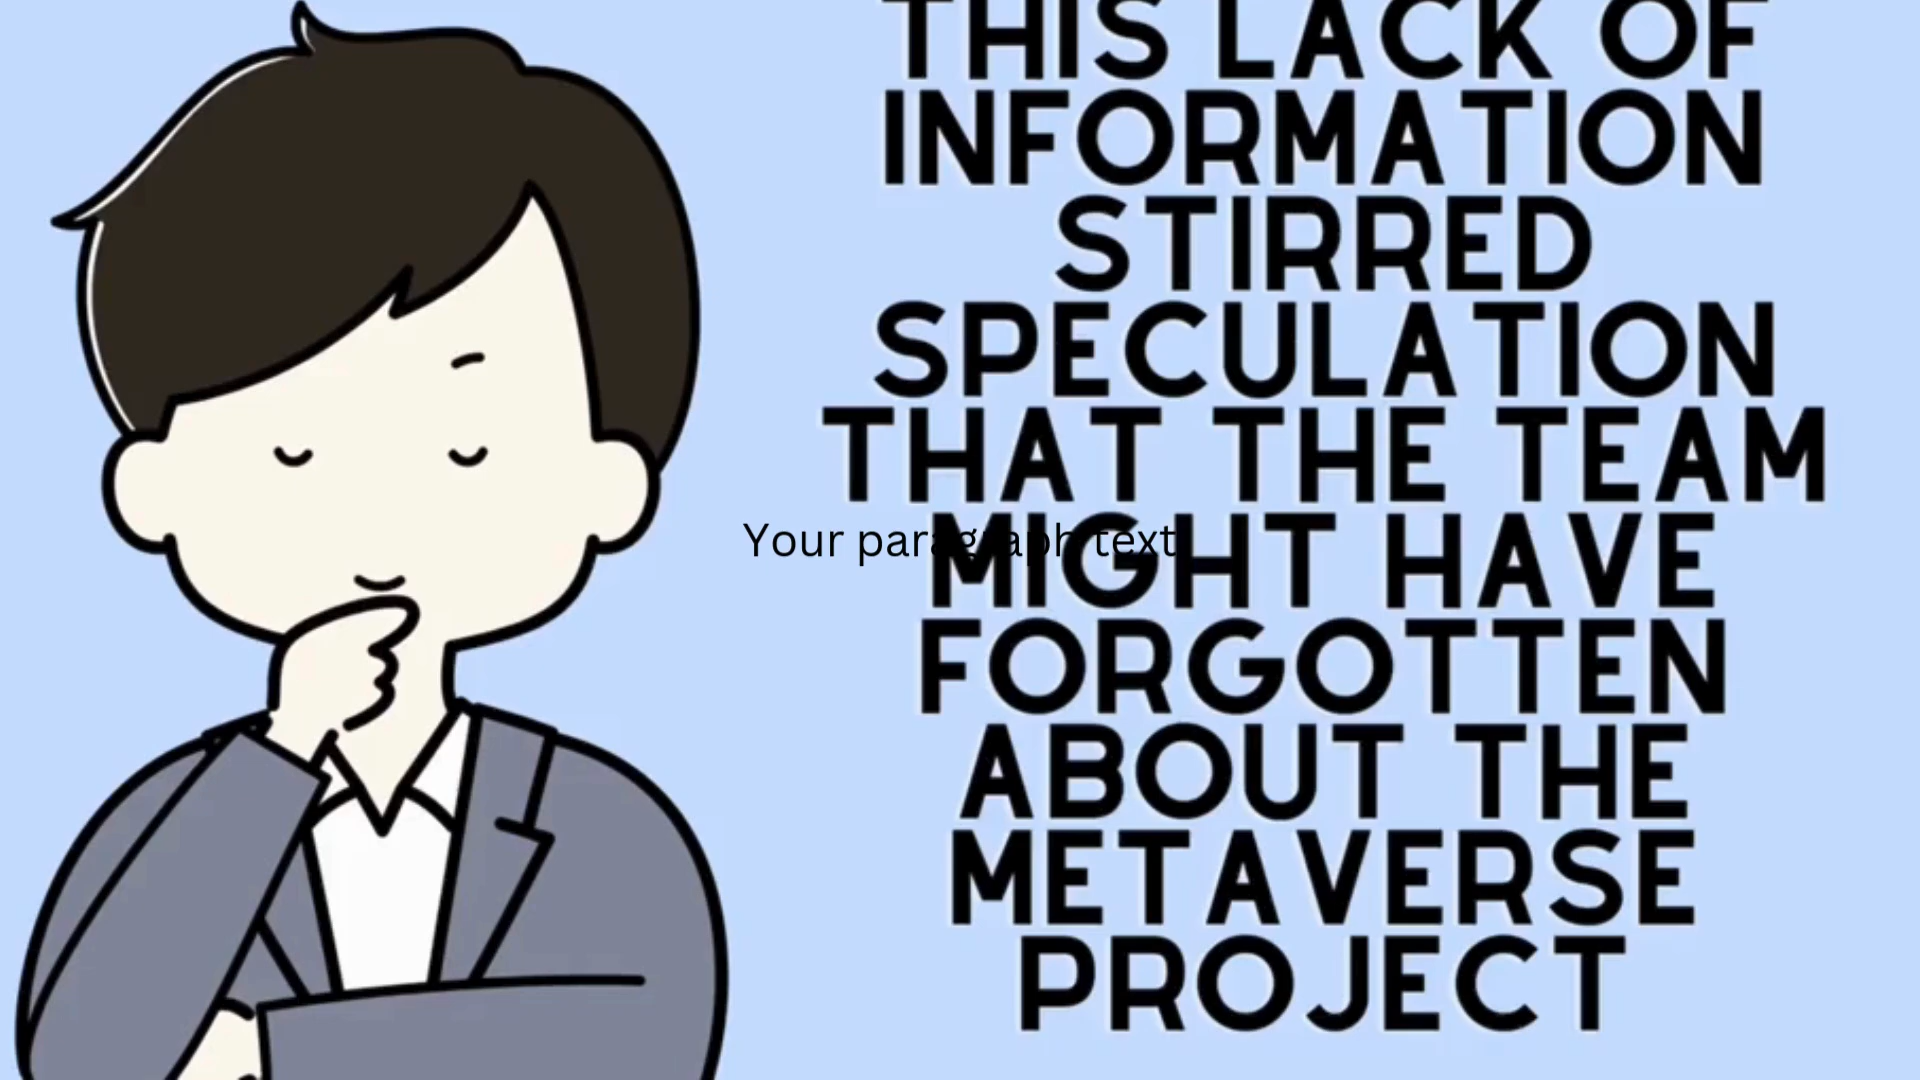 THIS LACK OF
INFORMATION
STIRRED
SPECULATION
THAT THE TEAM
Your paragraph text
MIGHT HAVE
FORGOTTEN
ABOUT THE
METAVERSE
PROJECT